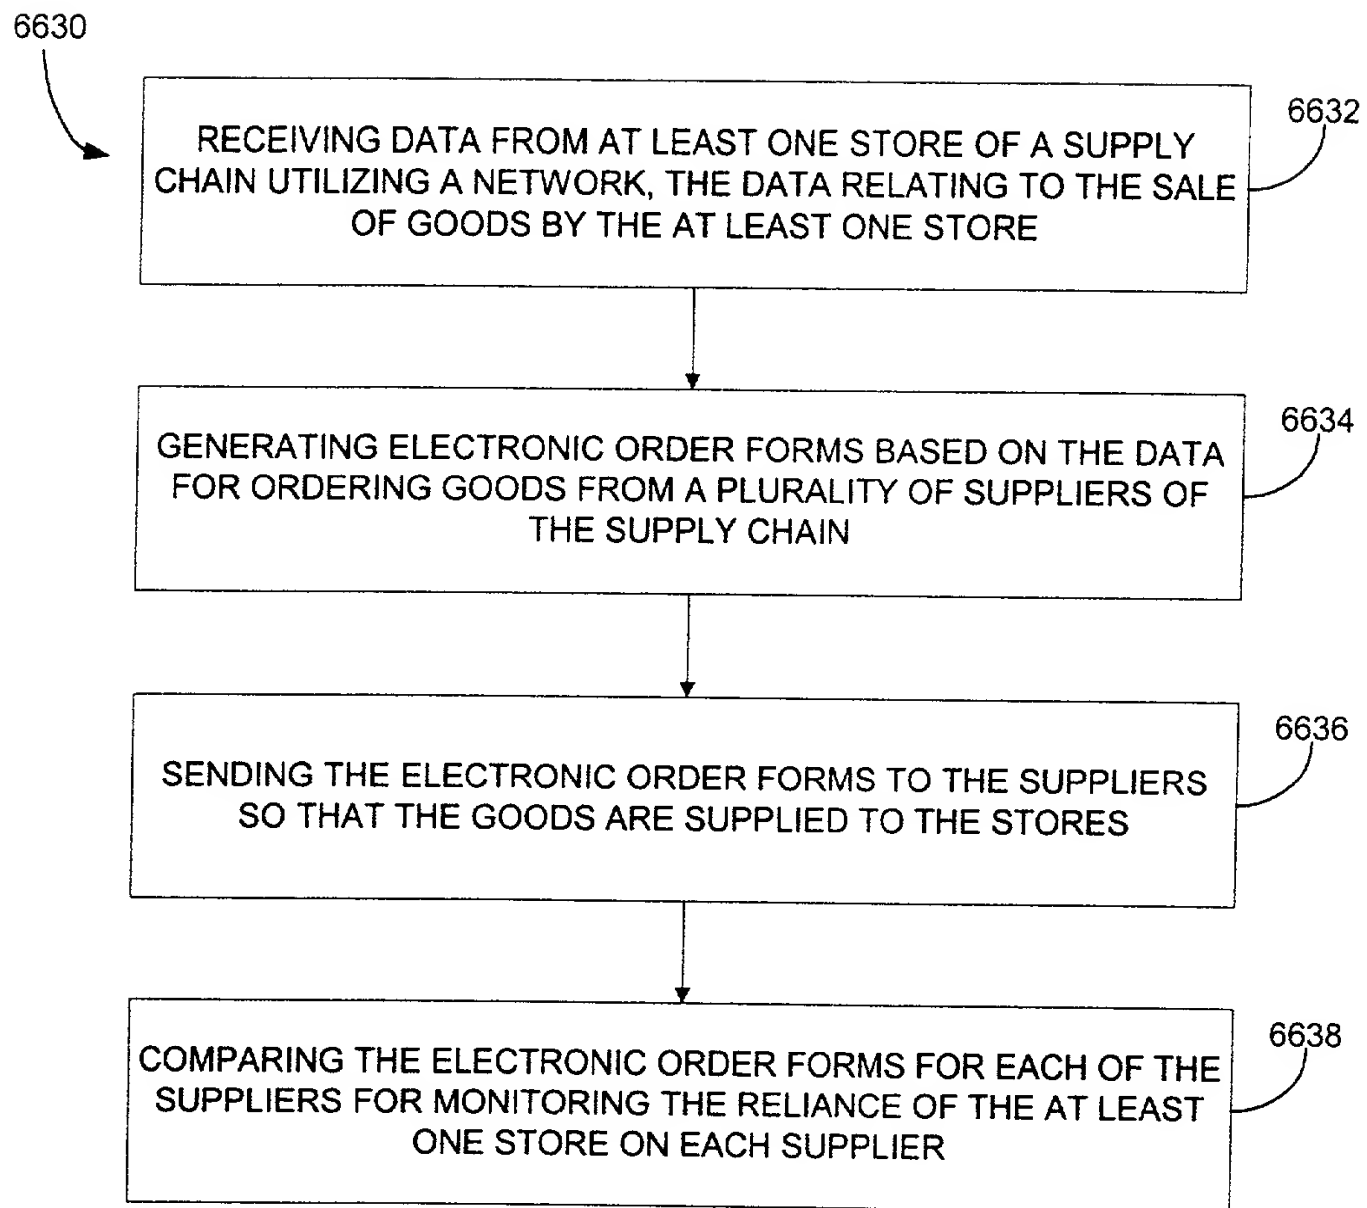 6630
6632
RECEIVING DATA FROM AT LEAST ONE STORE OF A SUPPLY
CHAIN UTILIZING A NETWORK, THE DATA RELATING TO THE SALE
OF GOODS BY THE AT LEAST ONE STORE
6634
GENERATING ELECTRONIC ORDER FORMS BASED ON THE DATA
FOR ORDERING GOODS FROM A PLURALITY OF SUPPLIERS OF
THE SUPPLY CHAIN
6636
SENDING THE ELECTRONIC ORDER FORMS TO THE SUPPLIERS
SO THAT THE GOODS ARE SUPPLIED TO THE STORES
6638
COMPARING THE ELECTRONIC ORDER FORMS FOR EACH OF THE
SUPPLIERS FOR MONITORING THE RELIANCE OF THE AT LEAST
ONE STORE ON EACH SUPPLIER